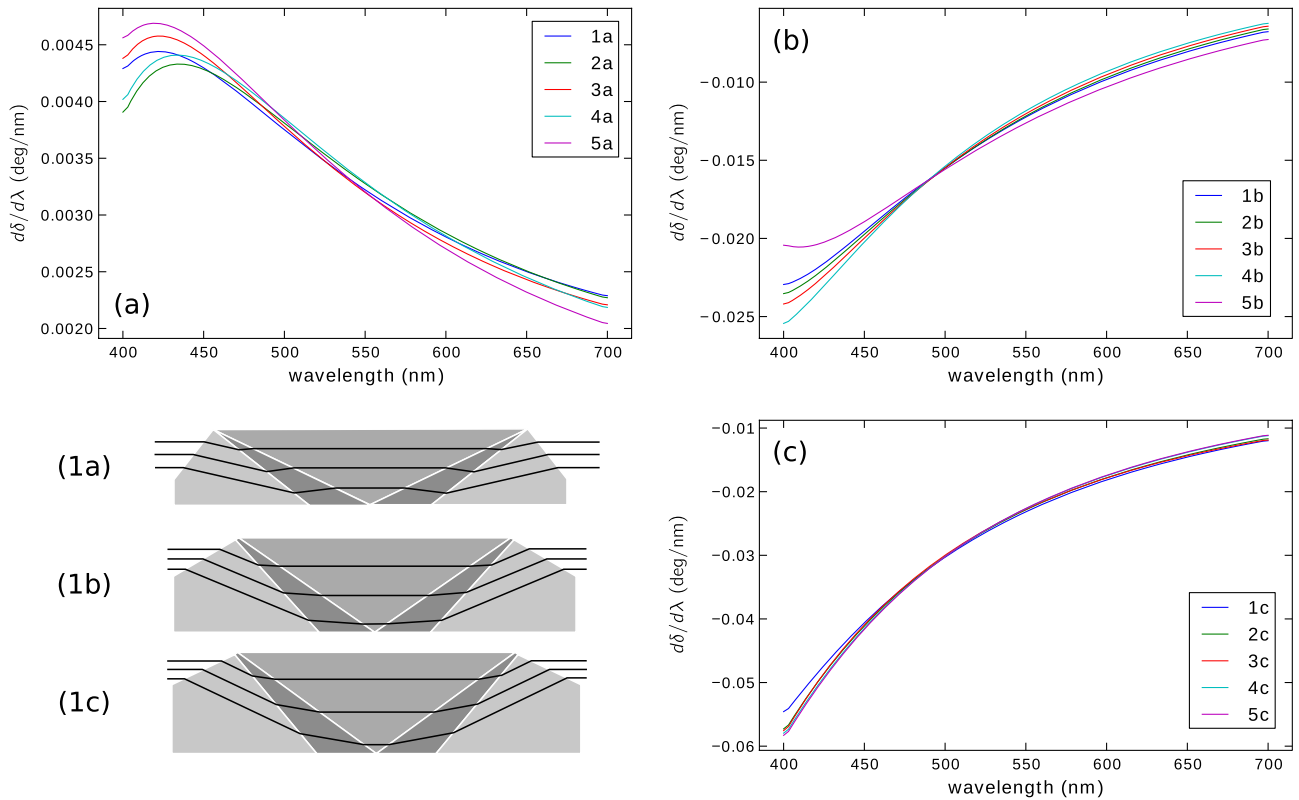 0.0045
0.0040
0.0035
0.0030
0.0025
0.0020
dδ/dλ (deg/nm)
1a
2a
3a
4a
5a
(a)
400 450 500 550 600 650 700
wavelength (nm)
(b)
−0.010
−0.015
−0.020
−0.025
dδ/dλ (deg/nm)
1b
2b
3b
4b
5b
400 450 500 550 600 650 700
wavelength (nm)
(1a)
(1b)
(1c)
(c)
−0.01
−0.02
−0.03
−0.04
−0.05
−0.06
dδ/dλ (deg/nm)
1c
2c
3c
4c
5c
400 450 500 550 600 650 700
wavelength (nm)